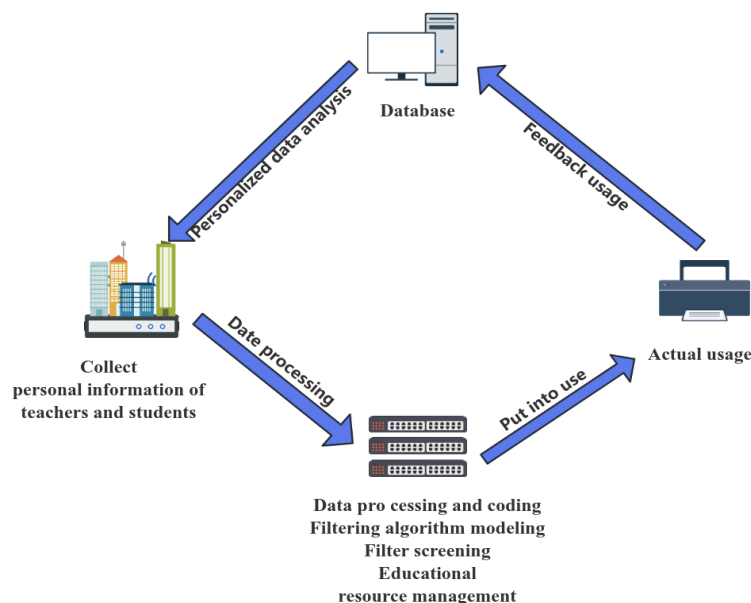 Database
Personalized data analysis
Feedback usage
Collect
personal information of
teachers and students
Date processing
Put into use
Actual usage
Data pro cessing and coding
Filtering algorithm modeling
Filter screening
Educational
resource management